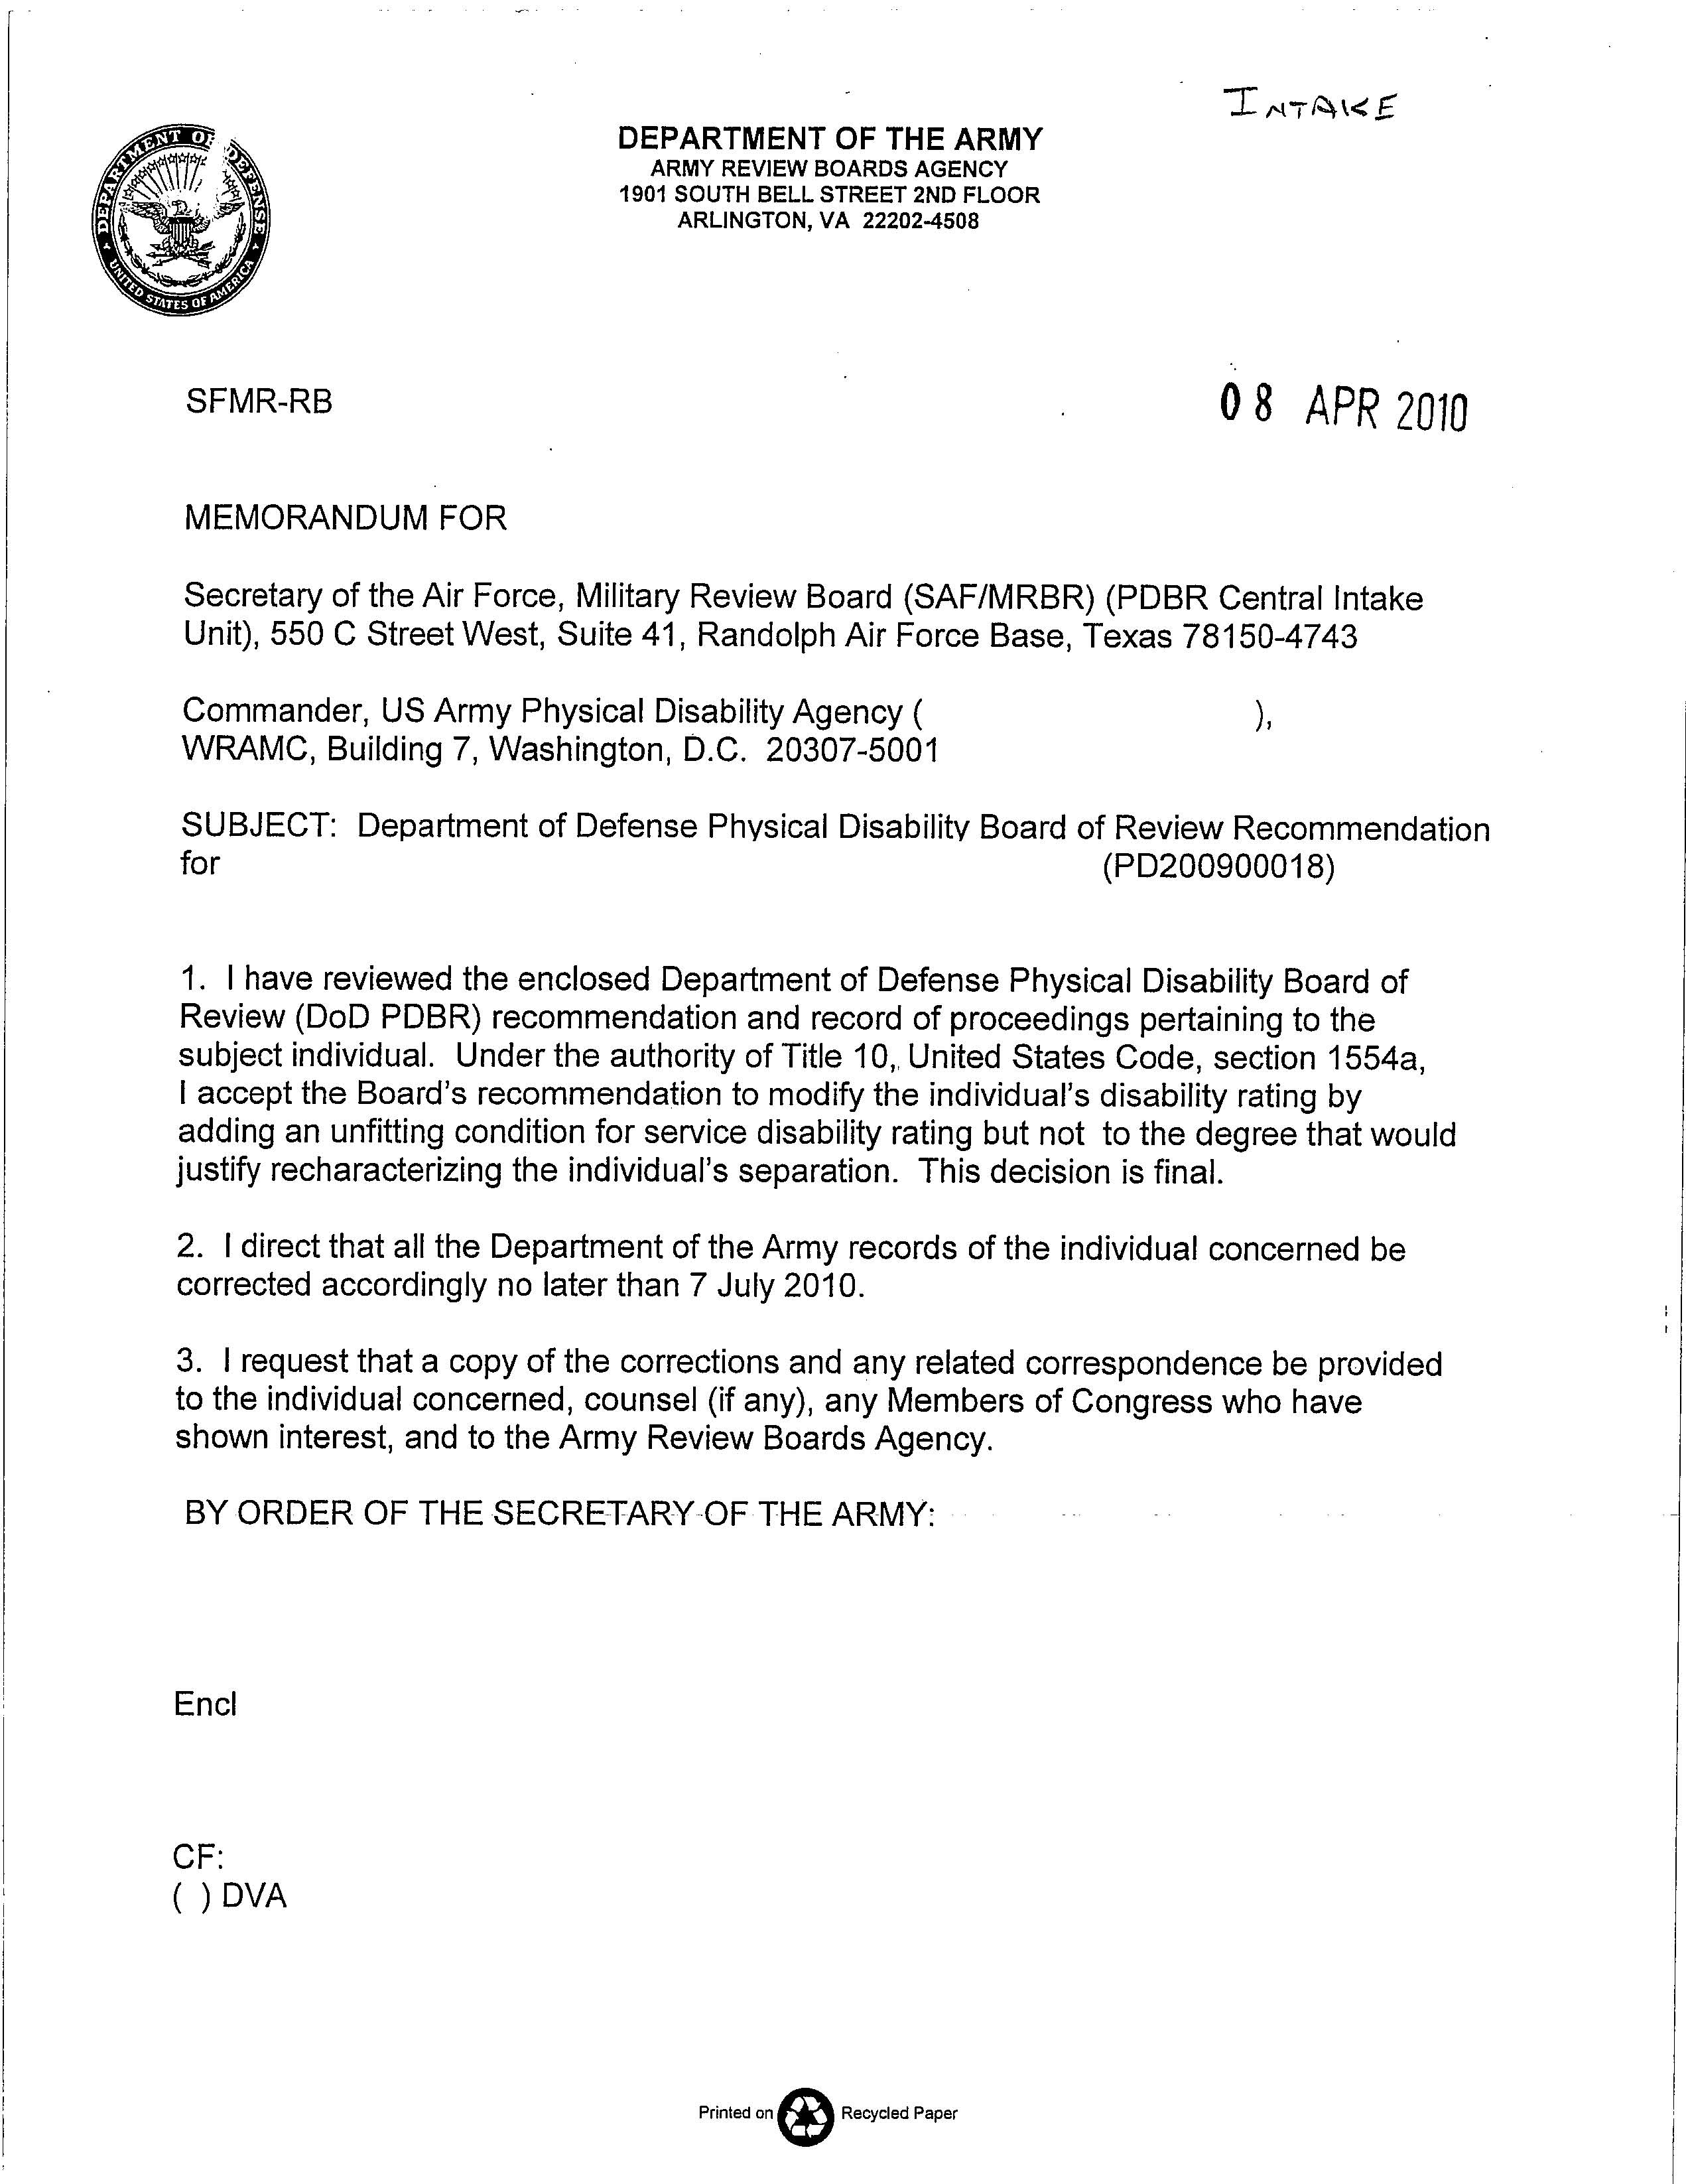 INTAKE
DEPARTMENT OF DEFENSE
UNITED STATES OF AMERICA
DEPARTMENT OF THE ARMY
ARMY REVIEW BOARDS AGENCY
1901 SOUTH BELL STREET 2ND FLOOR
ARLINGTON, VA 22202-4508
SFMR-RB
08 APR 2010
MEMORANDUM FOR
Secretary of the Air Force, Military Review Board (SAF/MRBR) (PDBR Central Intake
Unit), 550 C Street West, Suite 41, Randolph Air Force Base, Texas 78150-4743
Commander, US Army Physical Disability Agency ( ),
WRAMC, Building 7, Washington, D.C. 20307-5001
SUBJECT: Department of Defense Physical Disability Board of Review Recommendation
for (PD200900018)
1. I have reviewed the enclosed Department of Defense Physical Disability Board of
Review (DoD PDBR) recommendation and record of proceedings pertaining to the
subject individual. Under the authority of Title 10, United States Code, section 1554a,
I accept the Board's recommendation to modify the individual's disability rating by
adding an unfitting condition for service disability rating but not to the degree that would
justify recharacterizing the individual's separation. This decision is final.
2. I direct that all the Department of the Army records of the individual concerned be
corrected accordingly no later than 7 July 2010.
3. I request that a copy of the corrections and any related correspondence be provided
to the individual concerned, counsel (if any), any Members of Congress who have
shown interest, and to the Army Review Boards Agency.
BY ORDER OF THE SECRETARY OF THE ARMY:
Encl
CF:
( ) DVA
Printed on Recycled Paper